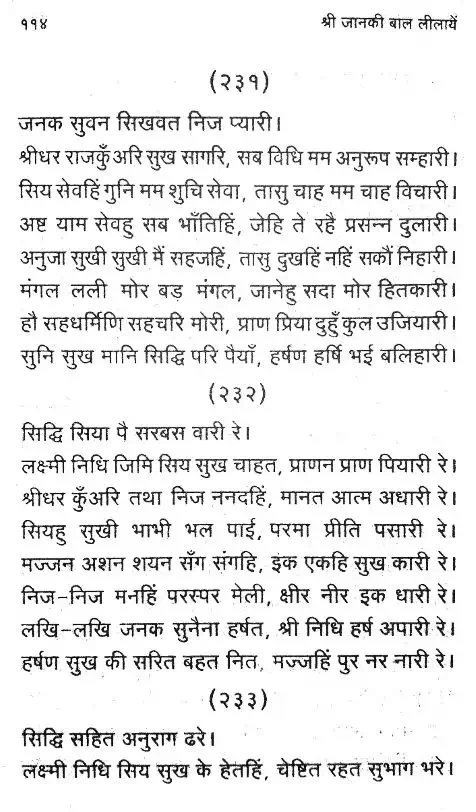 ११४ श्री जानकी बाल लीलायें
(२३१)
जनक सुवन सिखवत निज प्यारी।
श्रीधर राजकुँअरि सुख सागरि, सब विधि मम अनुरूप सम्हारी।
सिय सेवहिं गुनि मम शुचि सेवा, तासु चाह मम चाह विचारी।
अष्ट याम सेवहु सब भाँतिहिं, जेहि ते रहै प्रसन्न दुलारी।
अनुजा सुखी सुखी मैं सहजहिं, तासु दुखहिं नहिं सकौं निहारी।
मंगल लली मोर बड़ मंगल, जानेहु सदा मोर हितकारी।
हौ सहधर्मिणि सहचरि मोरी, प्राण प्रिया दुहुँ कुल उजियारी।
सुनि सुख मानि सिद्धि परि पैयाँ, हर्षण हर्षि भई बलिहारी।
(२३२)
सिद्धि सिया पै सरबस वारी रे।
लक्ष्मी निधि जिमि सिय सुख चाहत, प्राणन प्राण पियारी रे।
श्रीधर कुँअरि तथा निज ननदहिं, मानत आत्म अधारी रे।
सियहु सुखी भाभी भल पाई, परमा प्रीति पसारी रे।
मज्जन अशन शयन सँग संगहि, इक एकहि सुख कारी रे।
निज-निज मनहिं परस्पर मेली, क्षीर नीर इक धारी रे।
लखि-लखि जनक सुनैना हर्षत, श्री निधि हर्ष अपारी रे।
हर्षण सुख की सरित बहत नित, मज्जहिं पुर नर नारी रे।
(२३३)
सिद्धि सहित अनुराग ढरे।
लक्ष्मी निधि सिय सुख के हेतहिं, चेष्टित रहत सुभाग भरे।